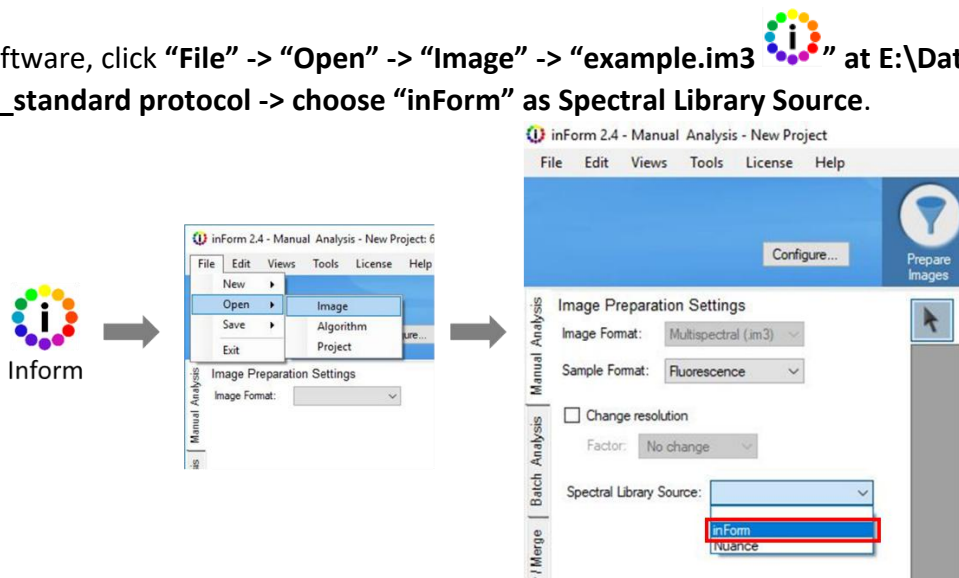 ftware, click “File” -> “Open” -> “Image” -> “example.im3 ” at E:\Dat
_standard protocol -> choose “inForm” as Spectral Library Source.
Inform
inForm 2.4 - Manual Analysis - New Project: 6
File Edit Views Tools License Help
New
Open
Save
Exit
Image
Algorithm
Project
ure...
Image Preparation Settings
Image Format:
Manual Analysis
sis
inForm 2.4 - Manual Analysis - New Project
File Edit Views Tools License Help
Configure...
Prepare
Images
Manual Analysis
Batch Analysis
/ Merge
Image Preparation Settings
Image Format: Multispectral (.im3)
Sample Format: Fluorescence
Change resolution
Factor: No change
Spectral Library Source:
inForm
Nuance